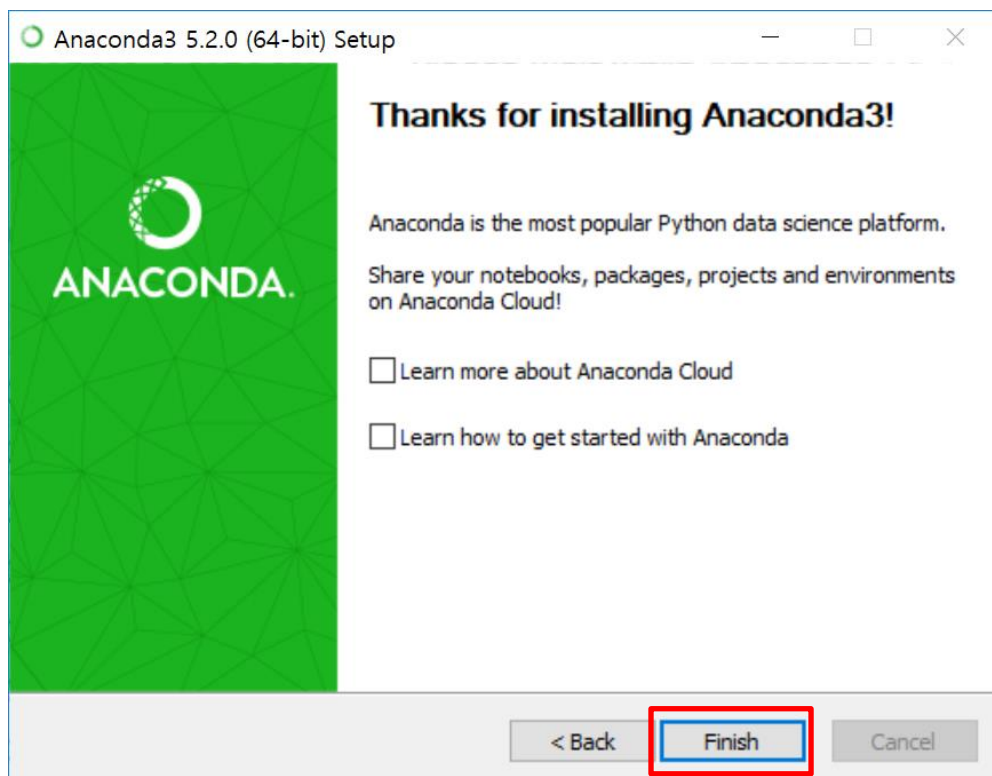 Anaconda3 5.2.0 (64-bit) Setup
Thanks for installing Anaconda3!
ANACONDA.
Anaconda is the most popular Python data science platform.
Share your notebooks, packages, projects and environments
on Anaconda Cloud!
Learn more about Anaconda Cloud
Learn how to get started with Anaconda
< Back
Finish
Cancel